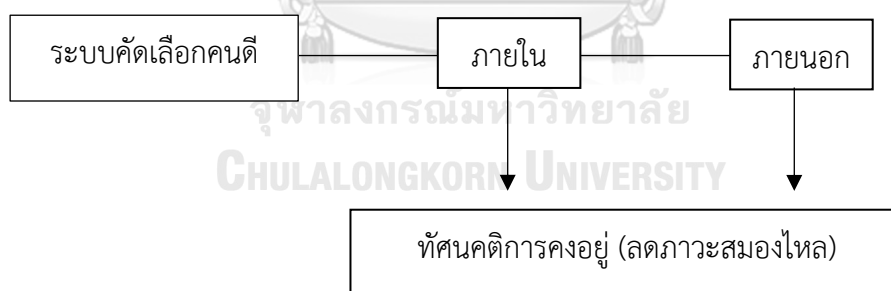 ระบบคัดเลือกคนดี
ภายใน
ภายนอก
จุฬาลงกรณ์มหาวิทยาลัย
CHULALONGKORN UNIVERSITY
ทัศนคติการคงอยู่ (ลดภาวะสมองไหล)